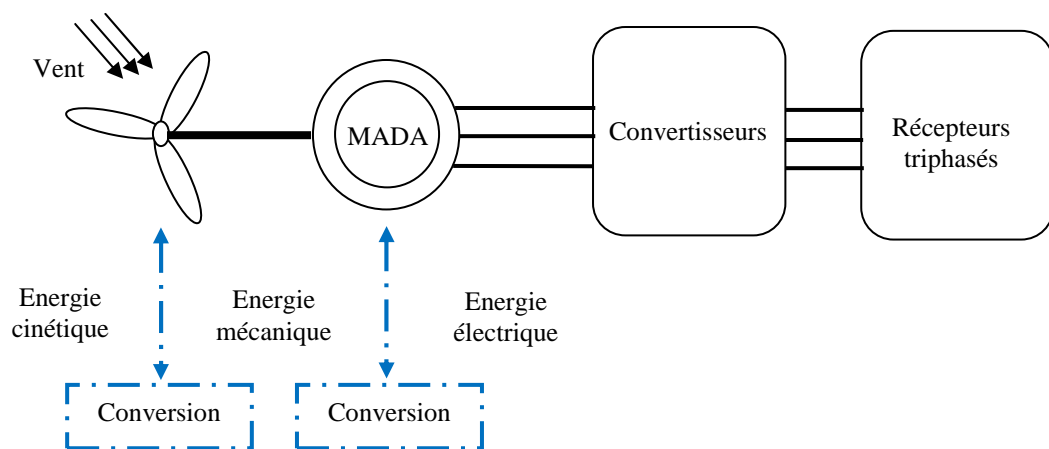 Vent
MADA
Convertisseurs
Récepteurs
triphasés
Energie
cinétique
Energie
mécanique
Energie
électrique
Conversion
Conversion